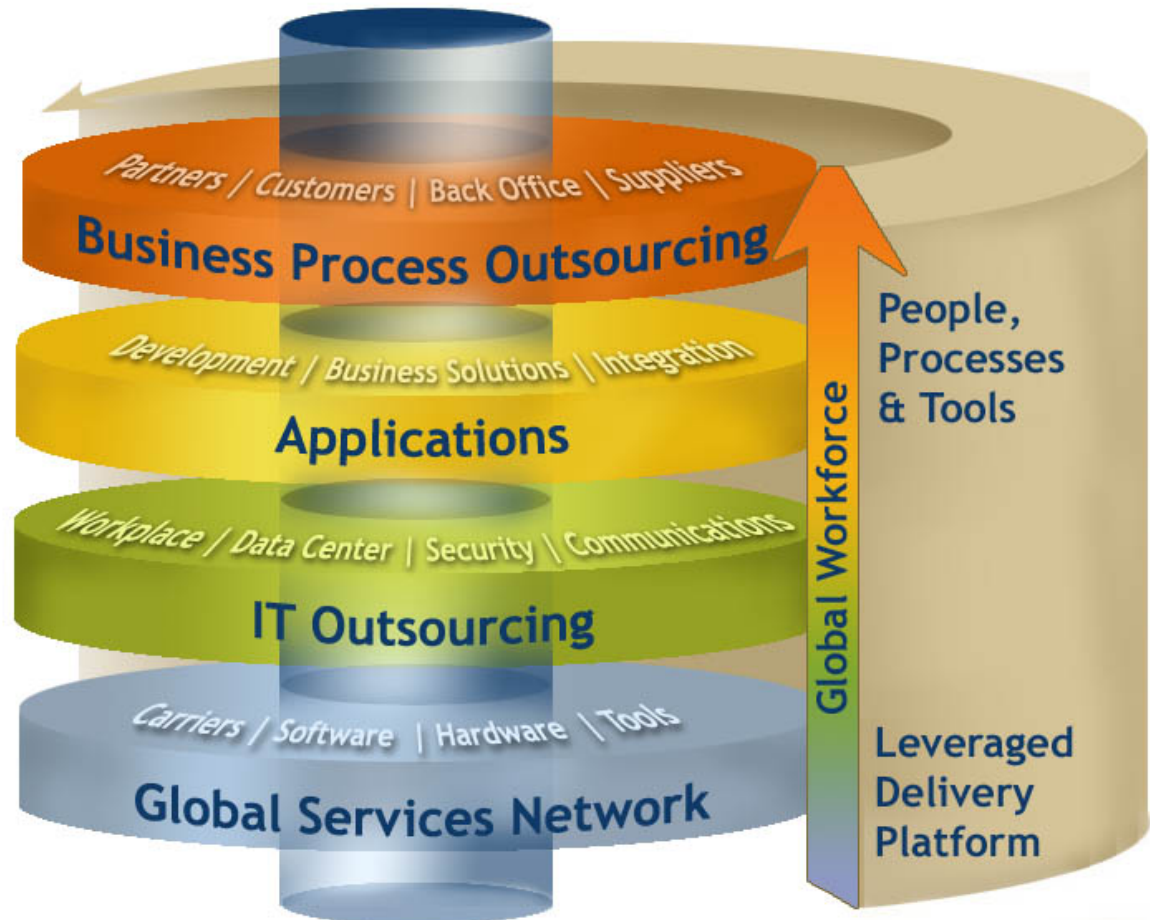 Partners / Customers | Back Office \ Suppliers
Business Process Outsourcing
Development / Business Solutions \ Integration
Applications
Workplace / Data Center | Security \ Communications
IT Outsourcing
Carriers / Software | Hardware \ Tools
Global Services Network
Global Workforce
People,
Processes
& Tools
Leveraged
Delivery
Platform